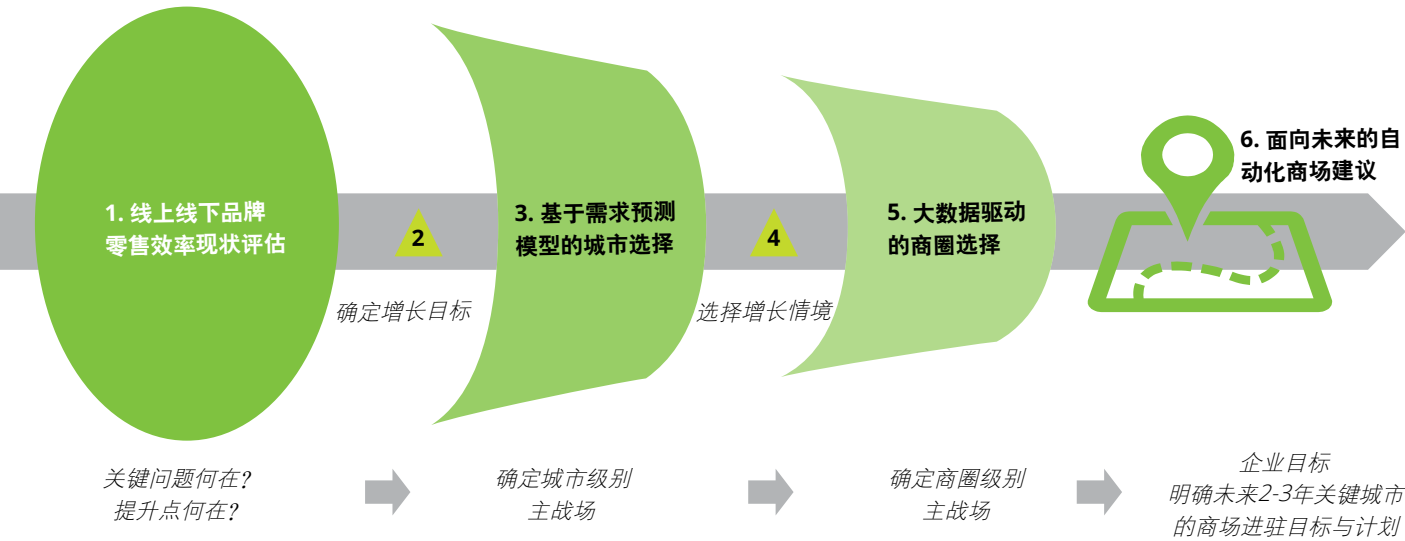 1. 线上线下品牌
零售效率现状评估
2
确定增长目标
3. 基于需求预测
模型的城市选择
4
选择增长情境
5. 大数据驱动
的商圈选择
6. 面向未来的自
动化商场建议
关键问题何在?
提升点何在?
确定城市级别
主战场
确定商圈级别
主战场
企业目标
明确未来2-3年关键城市
的商场进驻目标与计划